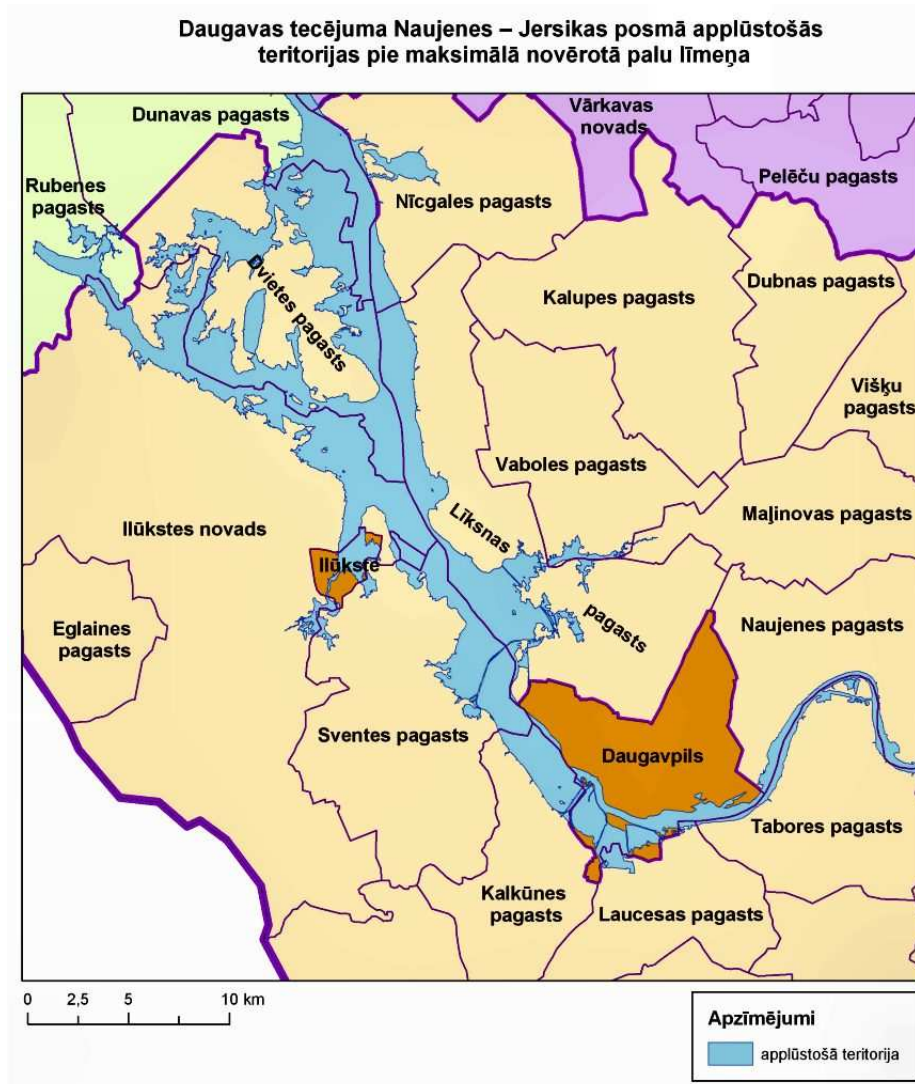 Daugavas tecējuma Naujenes – Jersikas posmā applūstošās
teritorijas pie maksimālā novērotā palu līmeņa
Dunavas pagasts
Vārkavas
novads
Pelēču pagasts
Rubenes
pagasts
Nīcgales pagasts
Dvietes pagasts
Kalupes pagasts
Dubnas pagasts
Višķu
pagasts
Vaboles pagasts
Līksnas
pagasts
Maļinovas pagasts
Ilūkstes novads
Ilūkste
Eglaines
pagasts
Naujenes pagasts
Sventes pagasts
Daugavpils
Tabores pagasts
Kalkūnes
pagasts
Laucesas pagasts
0 2,5 5 10 km
Apzīmējumi
applūstošā teritorija